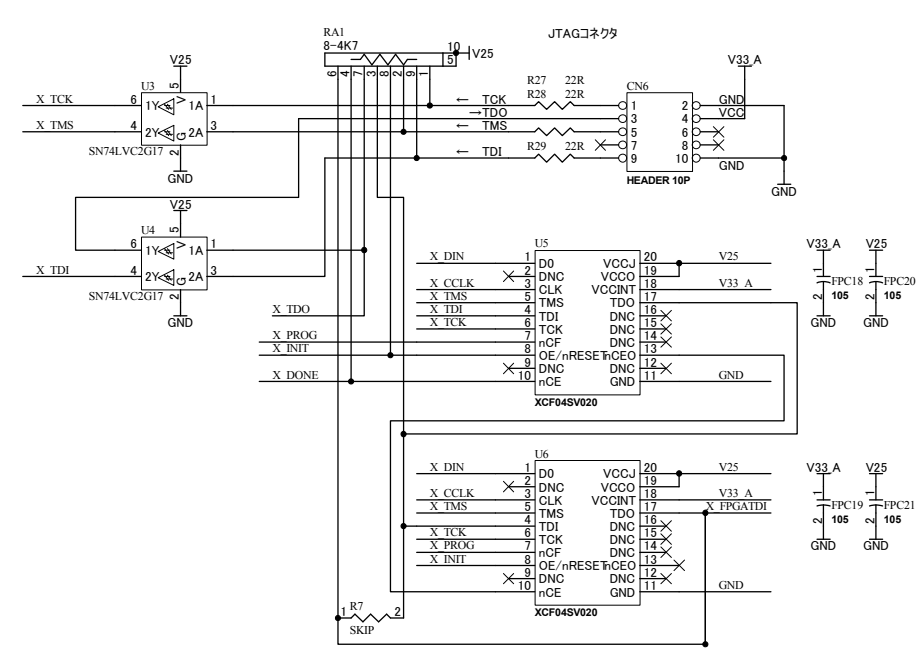 RA1
8-4K7
10
5
V25
6 4 7 3 8 2 9 1
JTAGコネクタ
V25
U3
5
X_TCK 6 1Y V 1A 1
X_TMS 4 2Y G 2A 3
SN74LVC2G17
2
GND
V25
U4
5
6 1Y V 1A 1
X_TDI 4 2Y G 2A 3
SN74LVC2G17
2
GND
V33_A
R27 22R
R28 22R
CN6
← TCK 1 2 GND
→TDO 3 4 VCC
← TMS 5 6
7 8
← TDI R29 22R 9 10 GND
HEADER 10P
GND
X_TDO
X_PROG
X_INIT
X_DONE
U5
X_DIN 1 D0 VCCJ 20 V25
2 DNC VCCO 19
X_CCLK 3 CLK VCCINT 18 V33_A
X_TMS 5 TMS TDO 17
X_TDI 4 TDI DNC 16
X_TCK 6 TCK DNC 15
7 nCF DNC 14
8 OE/nRESET nCEO 13
9 DNC DNC 12
10 nCE GND 11 GND
XCF04SV020
V33_A V25
1 1
FPC18 FPC20
2 105 2 105
GND GND
U6
X_DIN 1 D0 VCCJ 20 V25
2 DNC VCCO 19
X_CCLK 3 CLK VCCINT 18 V33_A
X_TMS 5 TMS TDO 17 X_FPGATDI
4 TDI DNC 16
X_TCK 6 TCK DNC 15
X_PROG 7 nCF DNC 14
X_INIT 8 OE/nRESET nCEO 13
9 DNC DNC 12
10 nCE GND 11 GND
XCF04SV020
V33_A V25
1 1
FPC19 FPC21
2 105 2 105
GND GND
1 R7 2
SKIP